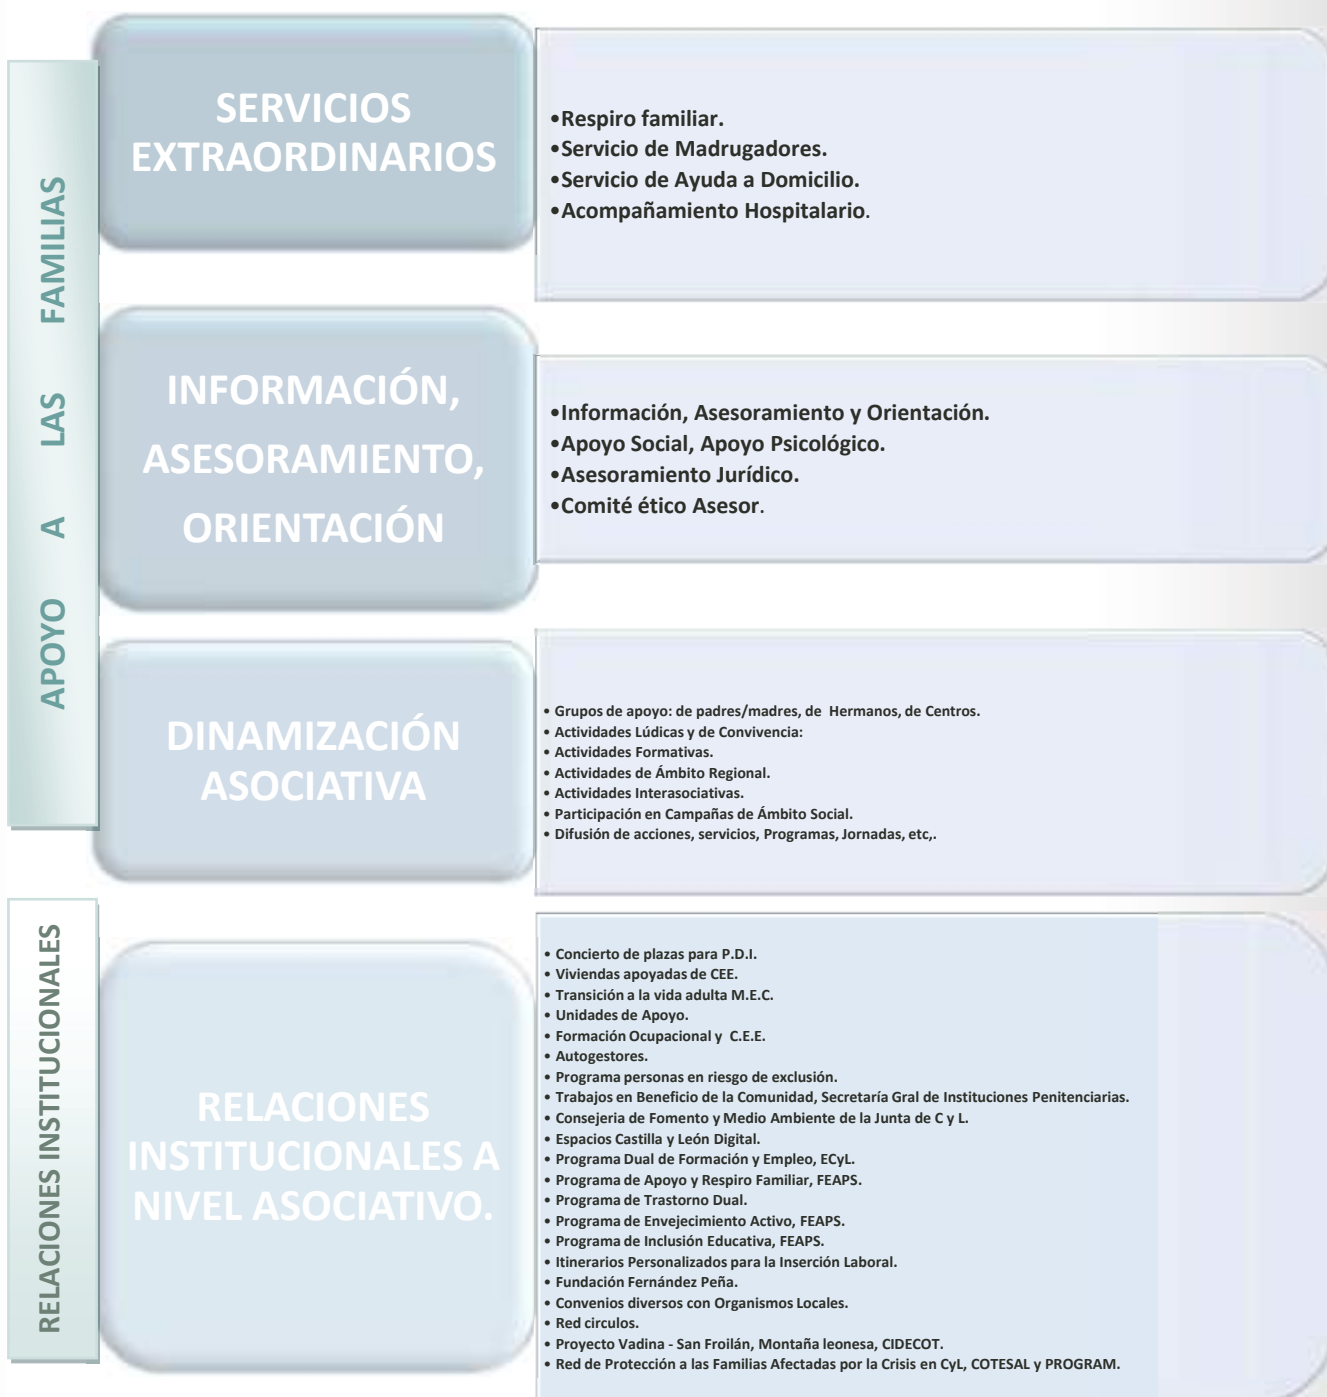 APOYO A LAS FAMILIAS
SERVICIOS
EXTRAORDINARIOS
•Respiro familiar.
•Servicio de Madrugadores.
•Servicio de Ayuda a Domicilio.
•Acompañamiento Hospitalario.
INFORMACIÓN,
ASESORAMIENTO,
ORIENTACIÓN
•Información, Asesoramiento y Orientación.
•Apoyo Social, Apoyo Psicológico.
•Asesoramiento Jurídico.
•Comité ético Asesor.
DINAMIZACIÓN
ASOCIATIVA
• Grupos de apoyo: de padres/madres, de Hermanos, de Centros.
• Actividades Lúdicas y de Convivencia:
• Actividades Formativas.
• Actividades de Ámbito Regional.
• Actividades Interasociativas.
• Participación en Campañas de Ámbito Social.
• Difusión de acciones, servicios, Programas, Jornadas, etc,.
RELACIONES INSTITUCIONALES
RELACIONES
INSTITUCIONALES A
NIVEL ASOCIATIVO.
• Concierto de plazas para P.D.I.
• Viviendas apoyadas de CEE.
• Transición a la vida adulta M.E.C.
• Unidades de Apoyo.
• Formación Ocupacional y C.E.E.
• Autogestores.
• Programa personas en riesgo de exclusión.
• Trabajos en Beneficio de la Comunidad, Secretaría Gral de Instituciones Penitenciarias.
• Consejeria de Fomento y Medio Ambiente de la Junta de C y L.
• Espacios Castilla y León Digital.
• Programa Dual de Formación y Empleo, ECyL.
• Programa de Apoyo y Respiro Familiar, FEAPS.
• Programa de Trastorno Dual.
• Programa de Envejecimiento Activo, FEAPS.
• Programa de Inclusión Educativa, FEAPS.
• Itinerarios Personalizados para la Inserción Laboral.
• Fundación Fernández Peña.
• Convenios diversos con Organismos Locales.
• Red circulos.
• Proyecto Vadina - San Froilán, Montaña leonesa, CIDECOT.
• Red de Protección a las Familias Afectadas por la Crisis en CyL, COTESAL y PROGRAM.